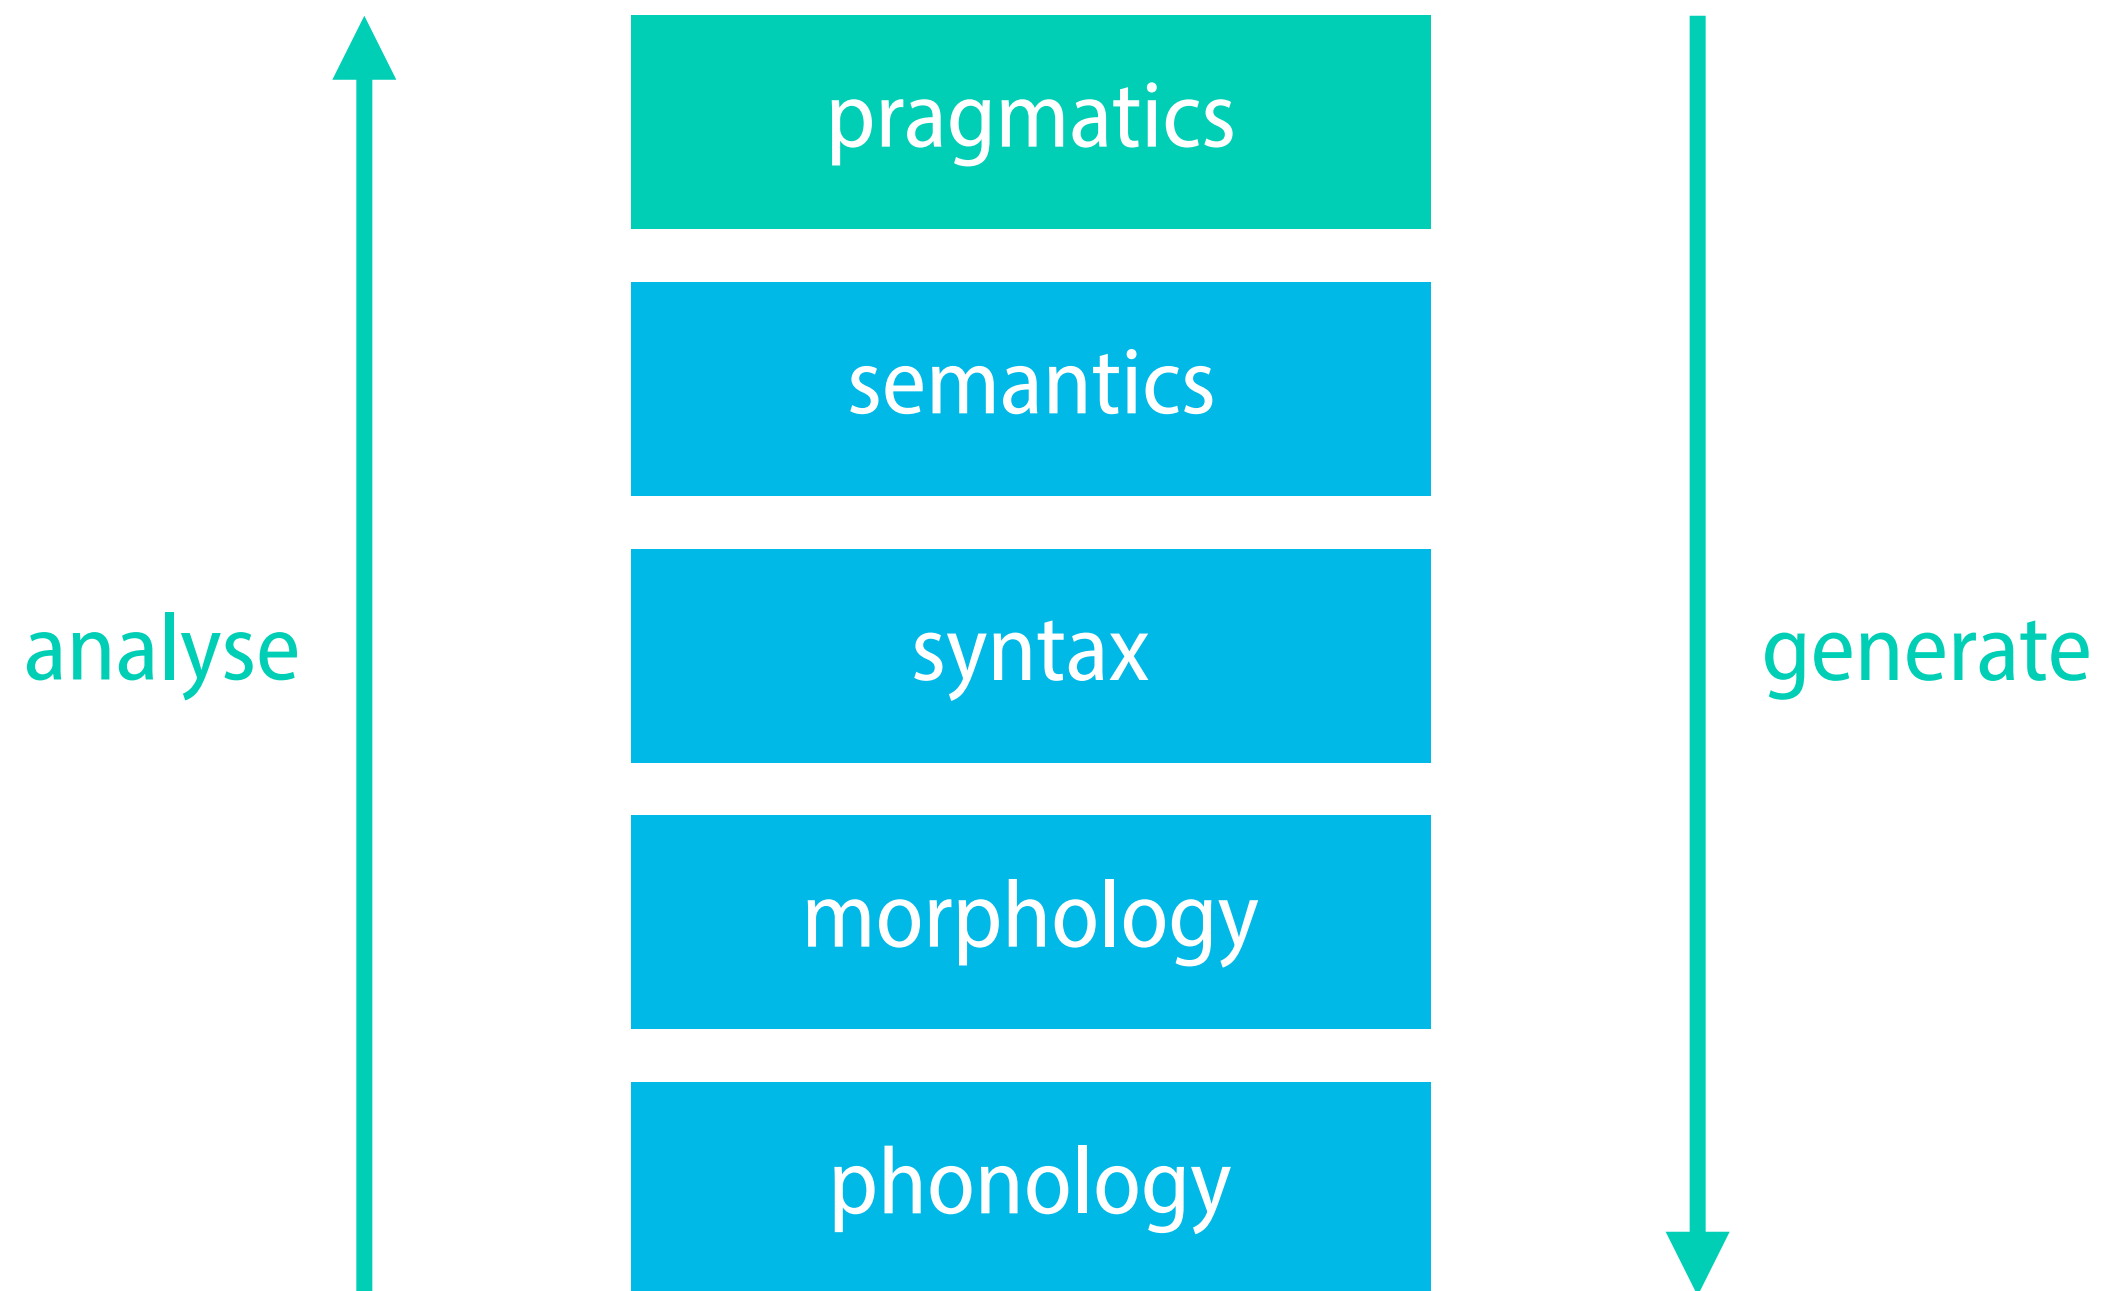 pragmatics
semantics
analyse
syntax
generate
morphology
phonology